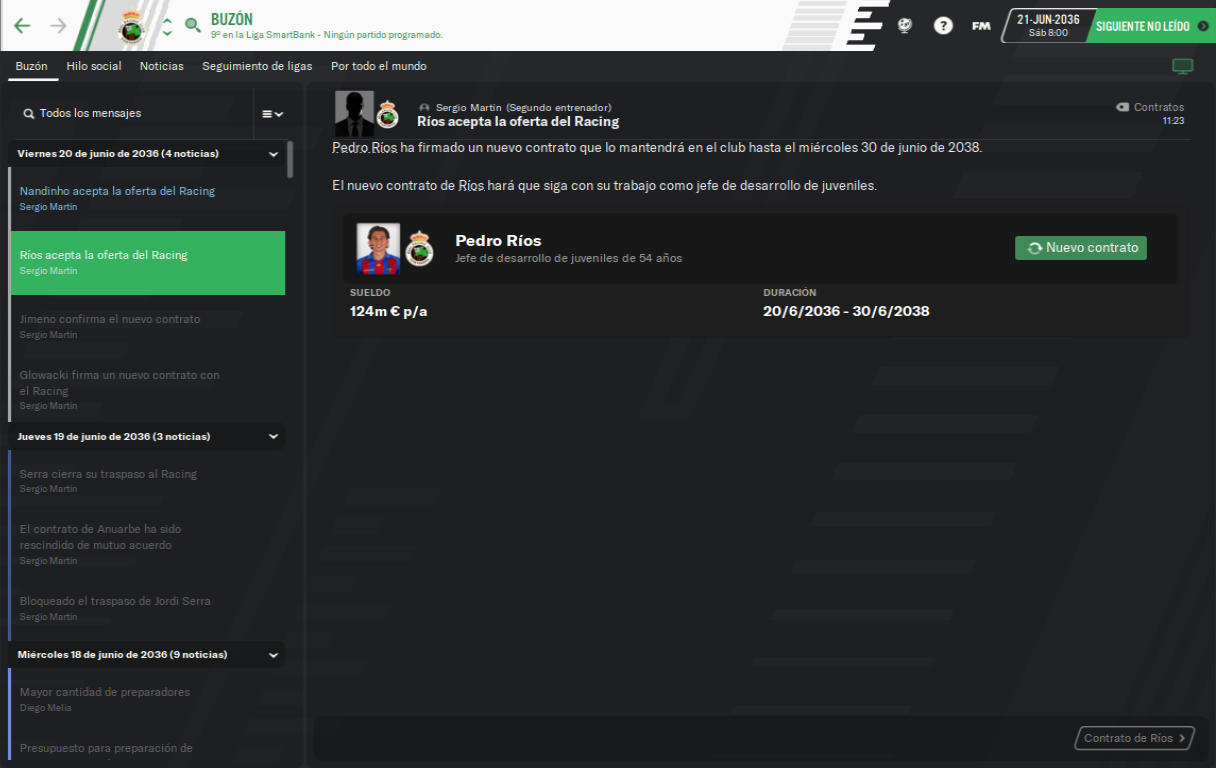 BUZÓN
9º en la Liga SmartBank - Ningún partido programado.
?
FM
21-JUN-2036
Sáb 8:00
SIGUIENTE NO LEÍDO
Buzón
Hilo social
Noticias
Seguimiento de ligas
Por todo el mundo
Todos los mensajes
Viernes 20 de junio de 2036 (4 noticias)
Nandinho acepta la oferta del Racing
Sergio Martín
Ríos acepta la oferta del Racing
Sergio Martín
Jimeno confirma el nuevo contrato
Sergio Martín
Glowacki firma un nuevo contrato con
el Racing
Sergio Martín
Jueves 19 de junio de 2036 (3 noticias)
Serra cierra su traspaso al Racing
Sergio Martín
El contrato de Anuarbe ha sido
rescindido de mutuo acuerdo
Sergio Martín
Bloqueado el traspaso de Jordi Serra
Sergio Martín
Miércoles 18 de junio de 2036 (9 noticias)
Mayor cantidad de preparadores
Diego Melia
Presupuesto para preparación de
Sergio Martín (Segundo entrenador)
Ríos acepta la oferta del Racing
Contratos
11:23
Pedro Ríos ha firmado un nuevo contrato que lo mantendrá en el club hasta el miércoles 30 de junio de 2038.
El nuevo contrato de Ríos hará que siga con su trabajo como jefe de desarrollo de juveniles.
Pedro Ríos
Jefe de desarrollo de juveniles de 54 años
Nuevo contrato
SUELDO
124m € p/a
DURACIÓN
20/6/2036 - 30/6/2038
Contrato de Ríos